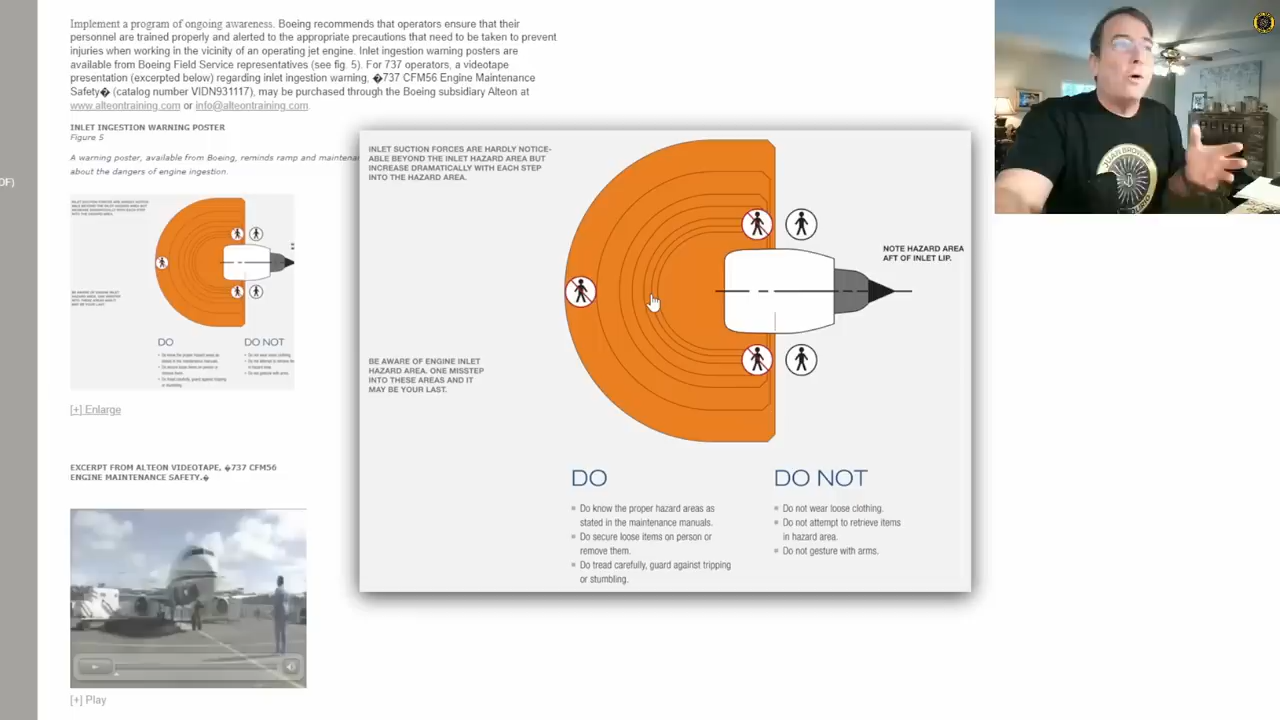 Implement a program of ongoing awareness. Boeing recommends that operators ensure that their
personnel are trained properly and alerted to the appropriate precautions that need to be taken to prevent
injuries when working in the vicinity of an operating jet engine. Inlet ingestion warning posters are
available from Boeing Field Service representatives (see fig. 5). For 737 operators, a videotape
presentation (excerpted below) regarding inlet ingestion warning, �737 CFM56 Engine Maintenance
Safety� (catalog number VIDN931117), may be purchased through the Boeing subsidiary Alteon at
www.alteontraining.com or info@alteontraining.com.
INLET INGESTION WARNING POSTER
Figure 5
A warning poster, available from Boeing, reminds ramp and
about the dangers of engine ingestion.
DF)
DO
DO NOT
[+] Enlarge
EXCERPT FROM ALTEON VIDEOTAPE, �737 CFM56
ENGINE MAINTENANCE SAFETY.�
[+] Play
INLET SUCTION FORCES ARE HARDLY NOTICE-
ABLE BEYOND THE INLET HAZARD AREA BUT
INCREASE DRAMATICALLY WITH EACH STEP
INTO THE HAZARD AREA.
NOTE HAZARD AREA
AFT OF INLET LIP.
BE AWARE OF ENGINE INLET
HAZARD AREA. ONE MISSTEP
INTO THESE AREAS AND IT
MAY BE YOUR LAST.
DO
Do know the proper hazard areas as
stated in the maintenance manuals.
Do secure loose items on person or
remove them.
Do tread carefully, guard against tripping
or stumbling.
DO NOT
Do not wear loose clothing.
Do not attempt to retrieve items
in hazard area.
Do not gesture with arms.
JUAN BROWNE